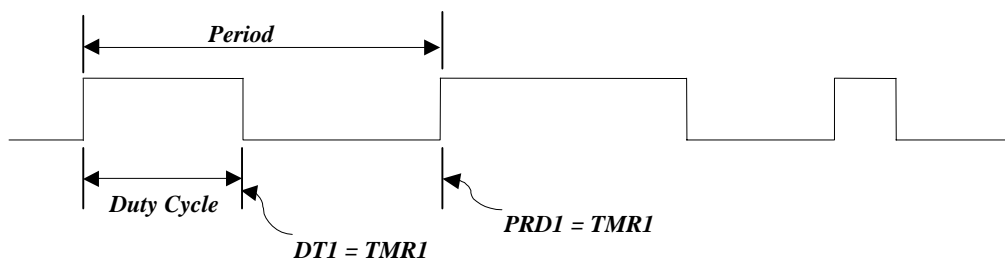 Period
Duty Cycle
DT1 = TMR1
PRD1 = TMR1